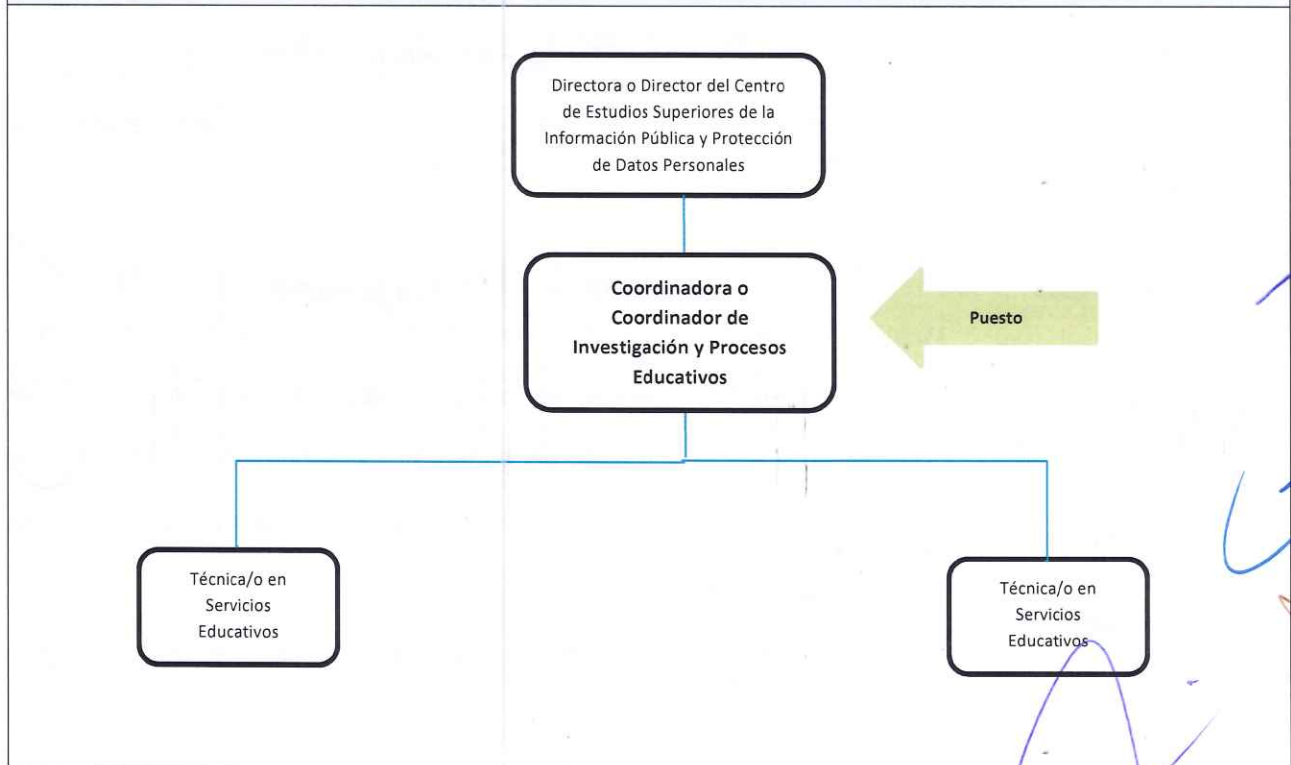 Directora o Director del Centro
de Estudios Superiores de la
Información Pública y Protección
de Datos Personales
Coordinadora o
Coordinador de
Investigación y Procesos
Educativos
Puesto
Técnica/o en
Servicios
Educativos
Técnica/o en
Servicios
Educativos